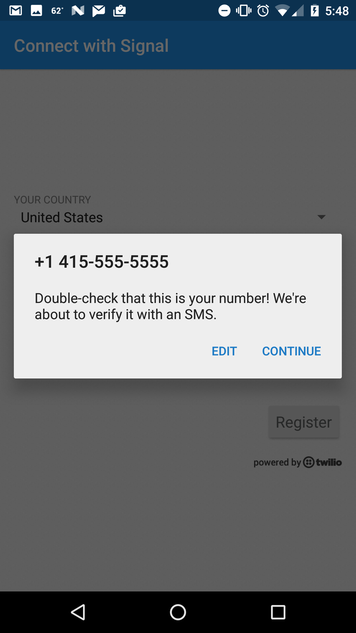 62° 5:48
Connect with Signal
YOUR COUNTRY
United States
+1 415-555-5555
Double-check that this is your number! We're
about to verify it with an SMS.
EDIT CONTINUE
Register
powered by twilio